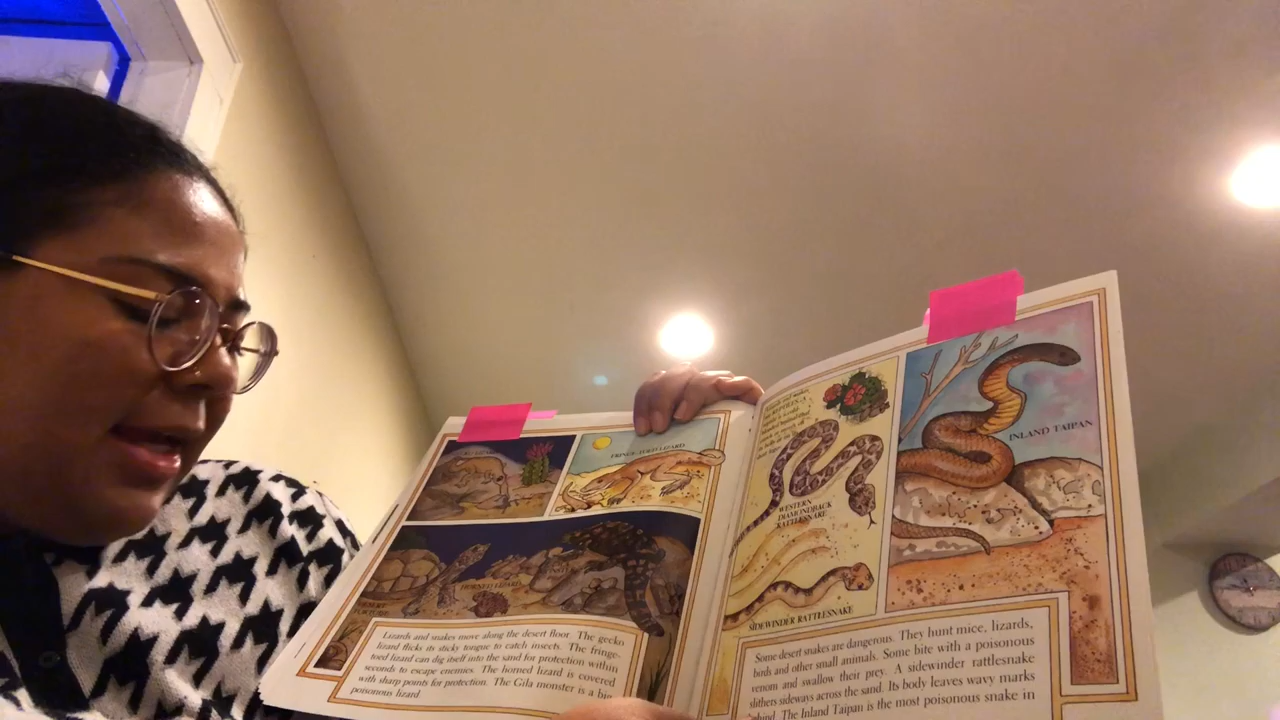 FRINGE-TOED LIZARD
HORNED LIZARD
DESERT
TORTOISE
Lizards and snakes move along the desert floor. The gecko
lizard flicks its sticky tongue to catch insects. The fringe-
toed lizard can dig itself into the sand for protection within
seconds to escape enemies. The horned lizard is covered
with sharp points for protection. The Gila monster is a big
poisonous lizard
Lizards and snakes
are REPTILES. A
WESTERN
DIAMONDBACK
RATTLESNAKE
SIDEWINDER RATTLESNAKE
INLAND TAIPAN
Some desert snakes are dangerous. They hunt mice, lizards,
birds and other small animals. Some bite with a poisonous
venom and swallow their prey. A sidewinder rattlesnake
slithers sideways across the sand. Its body leaves wavy marks
behind. The Inland Taipan is the most poisonous snake in